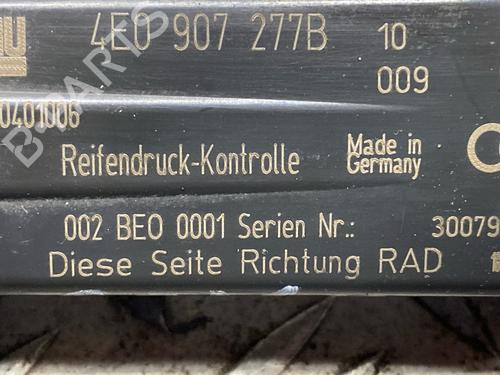 4E0 907 277B 10
009
0401006
Reifendruck-Kontrolle
Made in
Germany
002 BE0 0001 Serien Nr.: 30079
Diese Seite Richtung RAD
B-PARTS